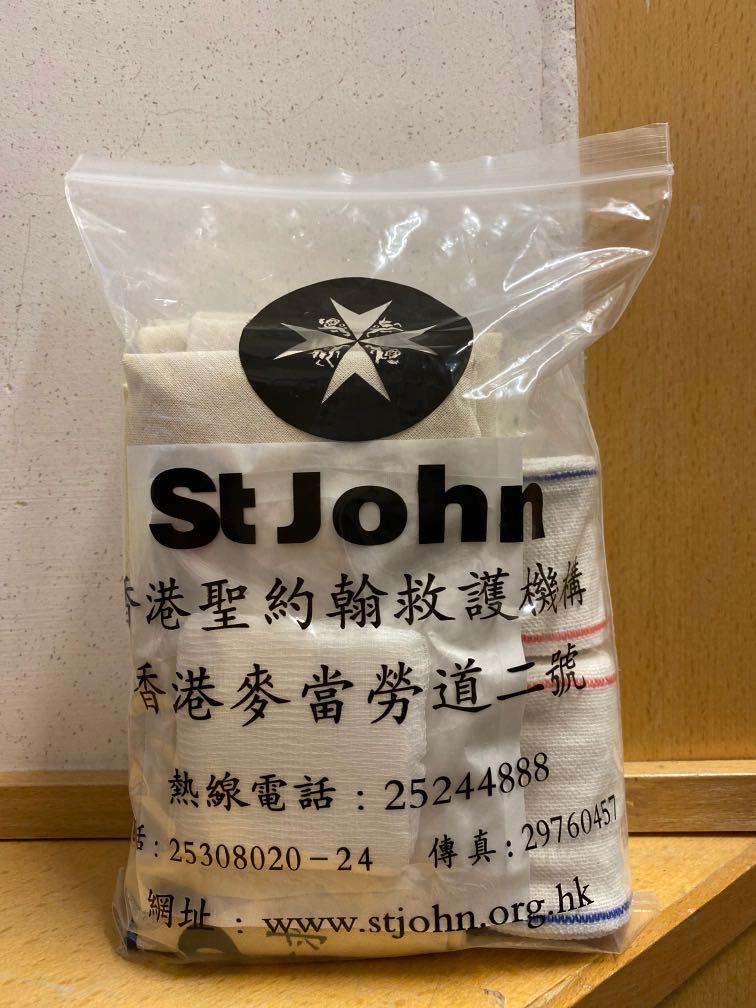 St John
香港聖約翰救護機構
香港麥當勞道二號
熱線電話：25244888
話：25308020-24 傳真：29760457
網址：www.stjohn.org.hk